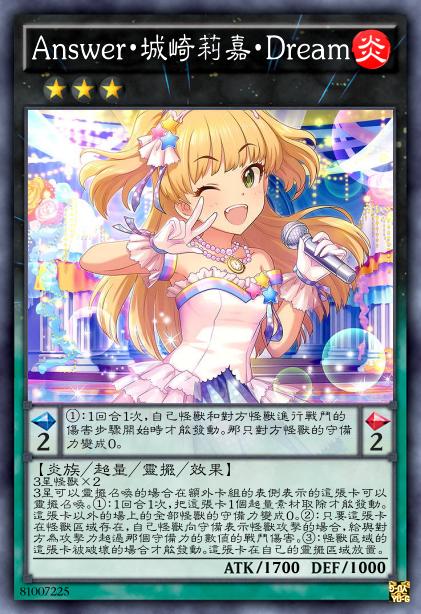 Answer・城崎莉嘉・Dream 炎
①:1回合1次,自己怪獸和對方怪獸進行戰鬥的
傷害步驟開始時才能發動。那只對方怪獸的守備
力變成0。
2 2
【炎族/超量/靈擺/效果】
3星怪獸×2
3星可以靈擺召喚的場合在額外卡組的表側表示的這張卡可以
靈擺召喚。①:1回合1次,把這張卡1個超量素材取除才能發動。
這張卡以外的場上的全部怪獸的守備力變成0。②:只要這張卡
在怪獸區域存在,自己怪獸向守備表示怪獸攻擊的場合,給與對
方為攻擊力超過那個守備力的數值的戰鬥傷害。③:怪獸區域的
這張卡被破壞的場合才能發動。這張卡在自己的靈擺區域放置。
ATK/1700 DEF/1000
81007225